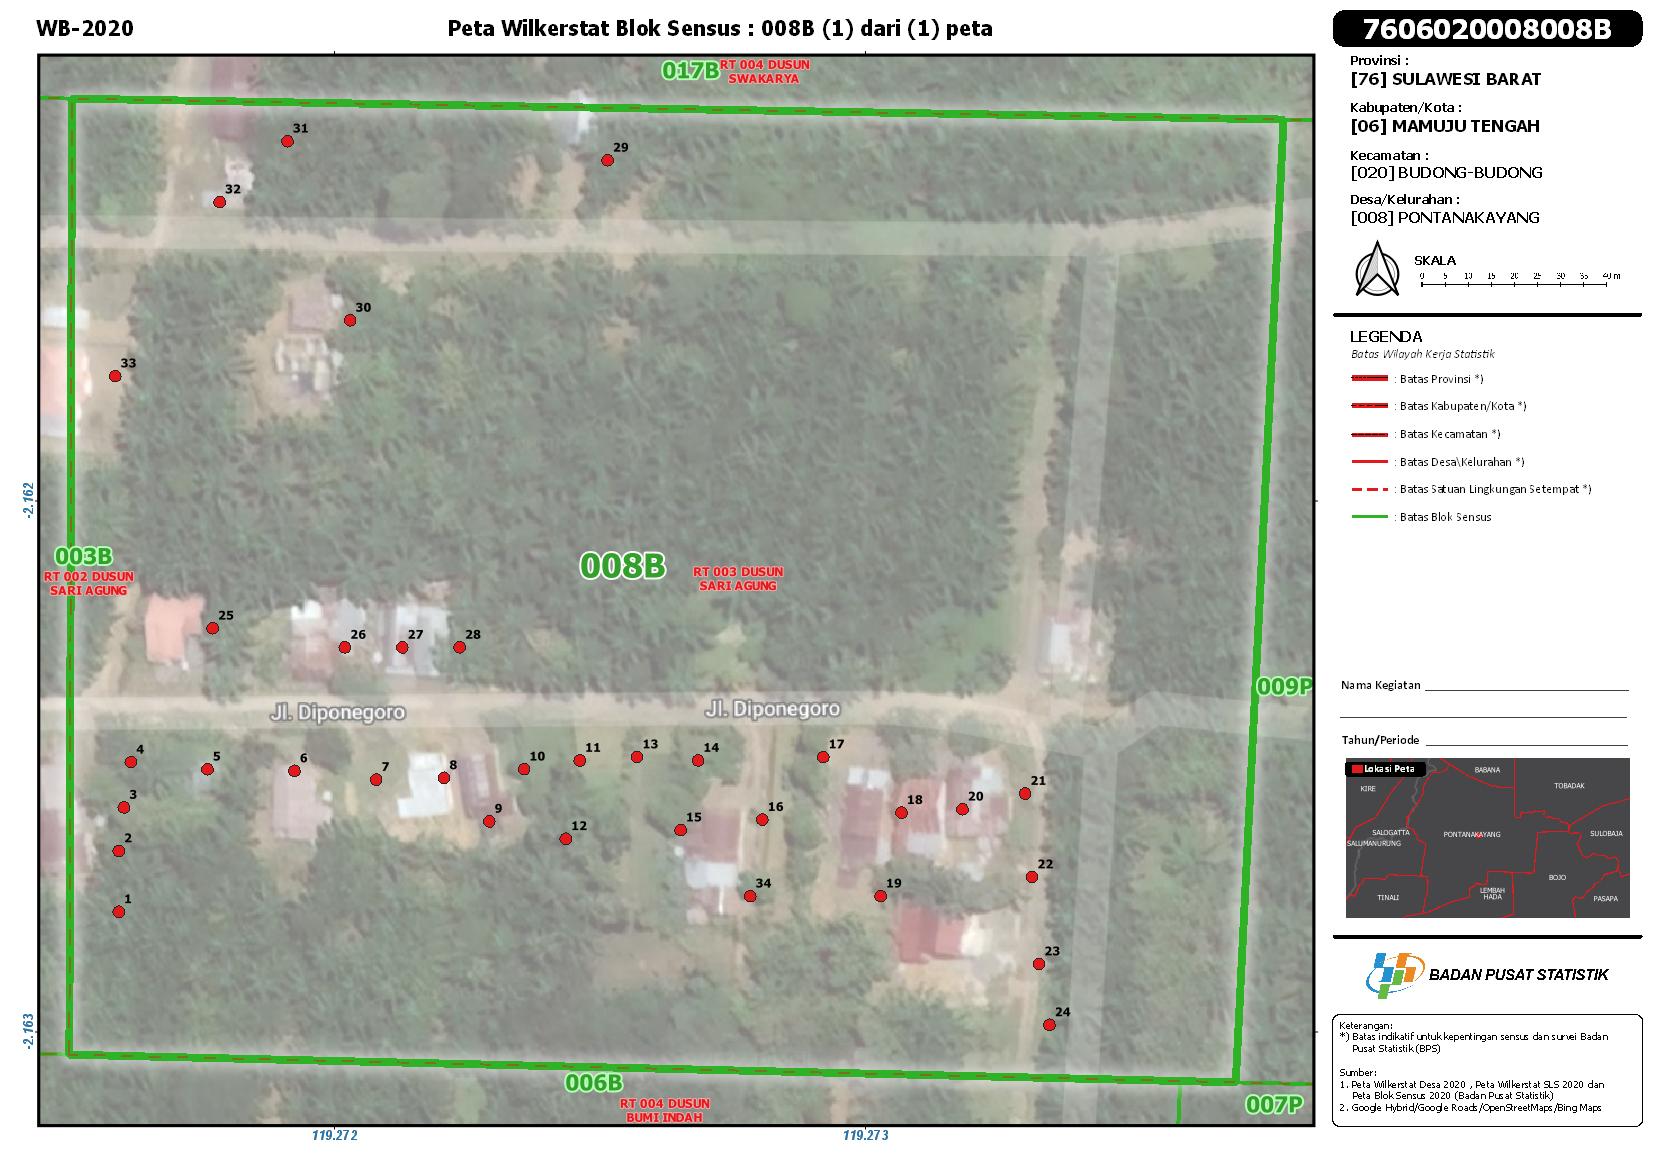 WB-2020
Peta Wilkerstat Blok Sensus : 008B (1) dari (1) peta
7606020008008B
Provinsi :
[76] SULAWESI BARAT
Kabupaten/Kota :
[06] MAMUJU TENGAH
Kecamatan :
[020] BUDONG-BUDONG
Desa/Kelurahan :
[008] PONTANAKAYANG
SKALA
0 5 10 15 20 25 30 35 40 m
LEGENDA
Batas Wilayah Kerja Statistik
: Batas Provinsi *)
: Batas Kabupaten/Kota *)
: Batas Kecamatan *)
: Batas Desa\Kelurahan *)
: Batas Satuan Lingkungan Setempat *)
: Batas Blok Sensus
Nama Kegiatan
Tahun/Periode
Lokasi Peta
BABANA
KIRE
TOBADAK
SALOGATTA
PONTANAKAYANG
SULOBAJA
SALUMANURUNG
BOJO
TINALI
LEMBAH
HADA
PASAPA
BADAN PUSAT STATISTIK
Keterangan:
*) Batas indikatif untuk kepentingan sensus dan survei Badan
Pusat Statistik (BPS)
Sumber:
1. Peta Wilkerstat Desa 2020 , Peta Wilkerstat SLS 2020 dan
Peta Blok Sensus 2020 (Badan Pusat Statistik)
2. Google Hybrid/Google Roads/OpenStreetMaps/Bing Maps
017B
RT 004 DUSUN
SWAKARYA
31
29
32
30
33
-2.162
003B
RT 002 DUSUN
SARI AGUNG
008B
RT 003 DUSUN
SARI AGUNG
25
26
27
28
009P
Jl. Diponegoro
Jl. Diponegoro
4
5
6
7
8
10
11
13
14
17
3
9
2
12
15
16
18
20
21
1
34
19
22
23
24
-2.163
006B
RT 004 DUSUN
BUMI INDAH
007P
119.272
119.273